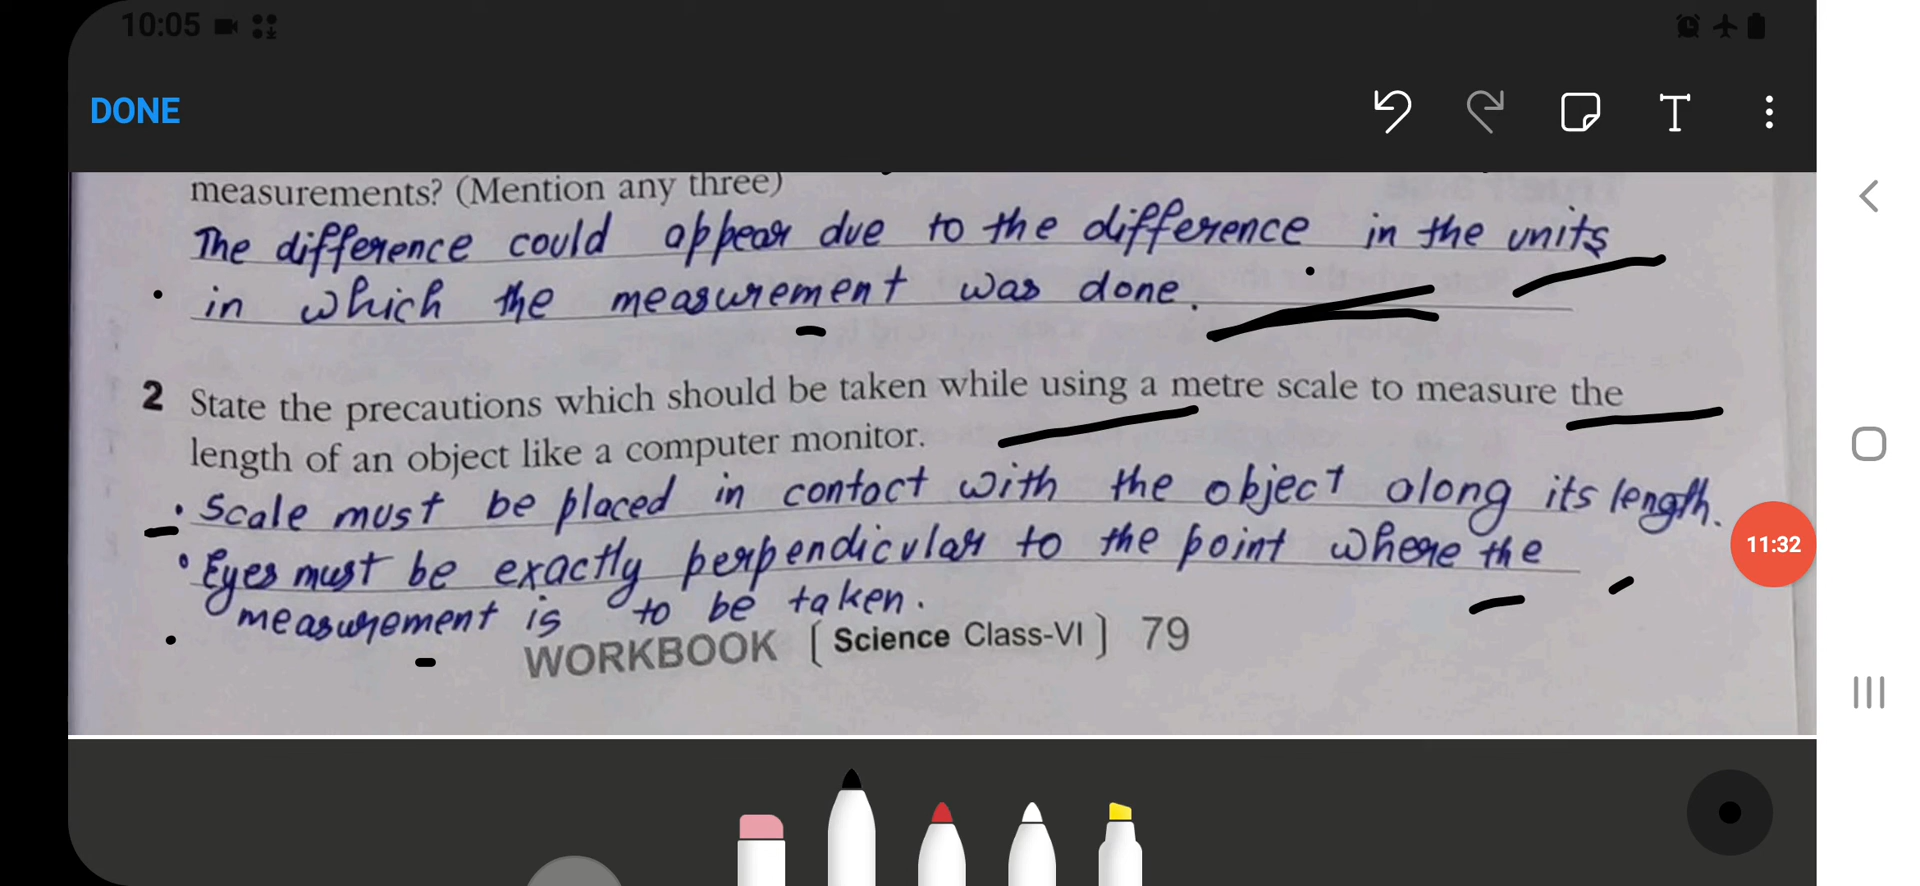 10:05
DONE
T
measurements? (Mention any three)
The difference could appear due to the difference in the units
in which the measurement was done.
2 State the precautions which should be taken while using a metre scale to measure the
length of an object like a computer monitor.
• Scale must be placed in contact with the object along its length.
• Eyes must be exactly perpendicular to the point where the
measurement is to be taken.
11:32
WORKBOOK [ Science Class-VI ] 79